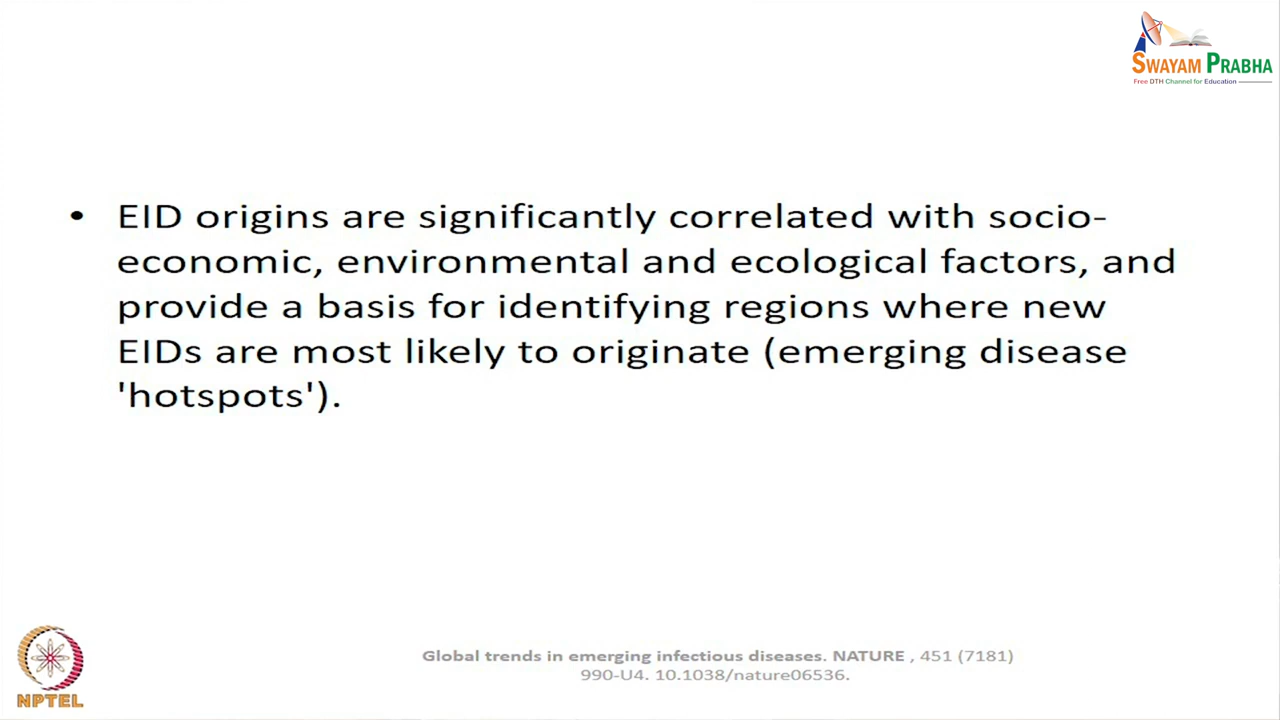 SWAYAM PRABHA
Free DTH Channel for Education
• EID origins are significantly correlated with socio-
economic, environmental and ecological factors, and
provide a basis for identifying regions where new
EIDs are most likely to originate (emerging disease
'hotspots').
Global trends in emerging infectious diseases. NATURE , 451 (7181)
990-U4. 10.1038/nature06536.
NPTEL